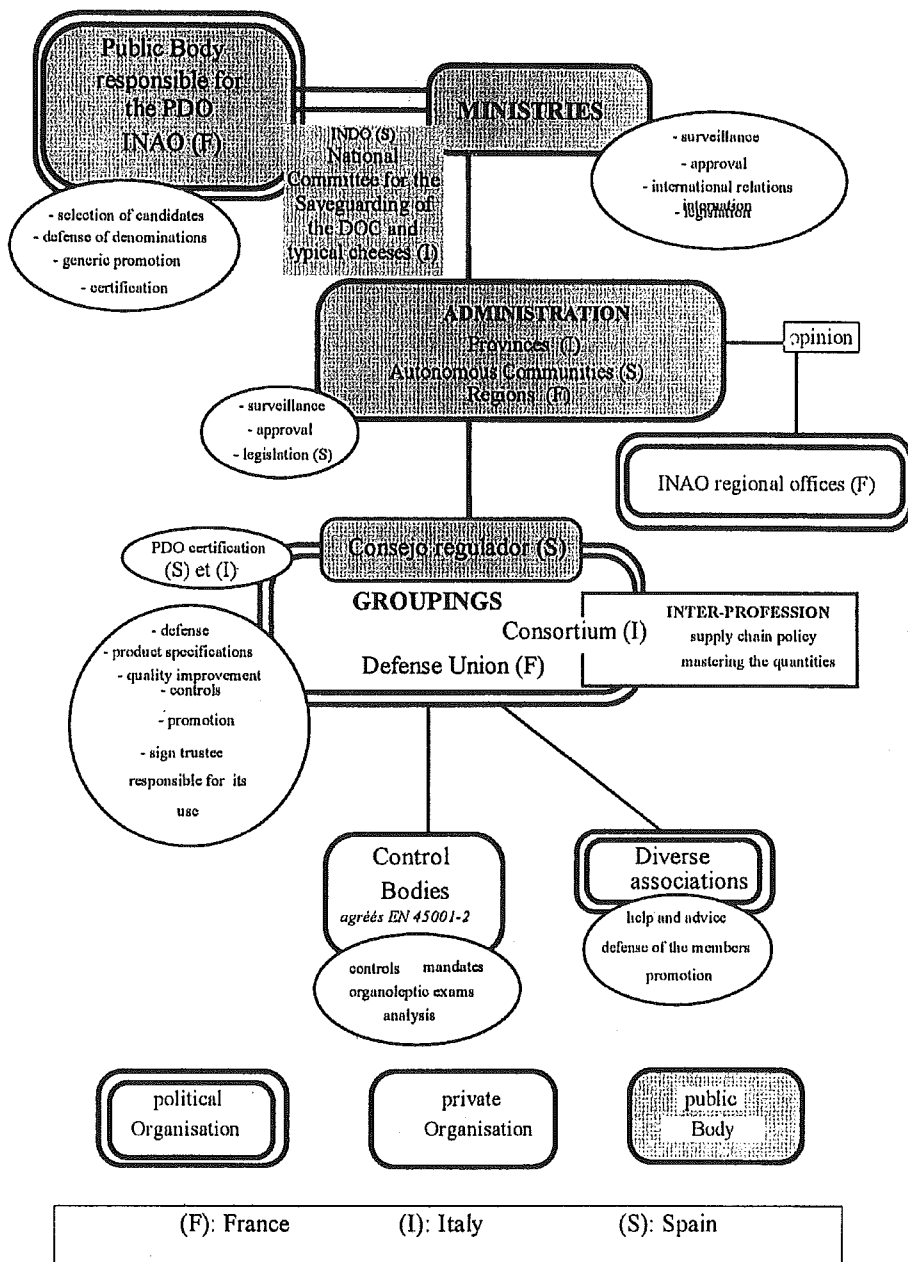 Public Body
responsible for
the PDO
INAO (F)
MINISTRIES
INDO (S)
National
Committee for the
Saveguarding of
the DOC and
typical cheeses (I)
- surveillance
- approval
- international relations
internation
- legislation
- selection of candidates
- defense of denominations
- generic promotion
- certification
ADMINISTRATION
Provinces (I)
Autonomous Communities (S)
Regions (F)
opinion
- surveillance
- approval
- legislation (S)
INAO regional offices (F)
PDO certification
(S) et (I)
Consejo regulador (S)
GROUPINGS
Consortium (I)
Defense Union (F)
INTER-PROFESSION
supply chain policy
mastering the quantities
- defense
- product specifications
- quality improvement
- controls
- promotion
- sign trustee
responsible for its
use
Control
Bodies
agréés EN 45001-2
controls mandates
organoleptic exams
analysis
Diverse
associations
help and advice
defense of the members
promotion
political
Organisation
private
Organisation
public
Body
(F): France (I): Italy (S): Spain